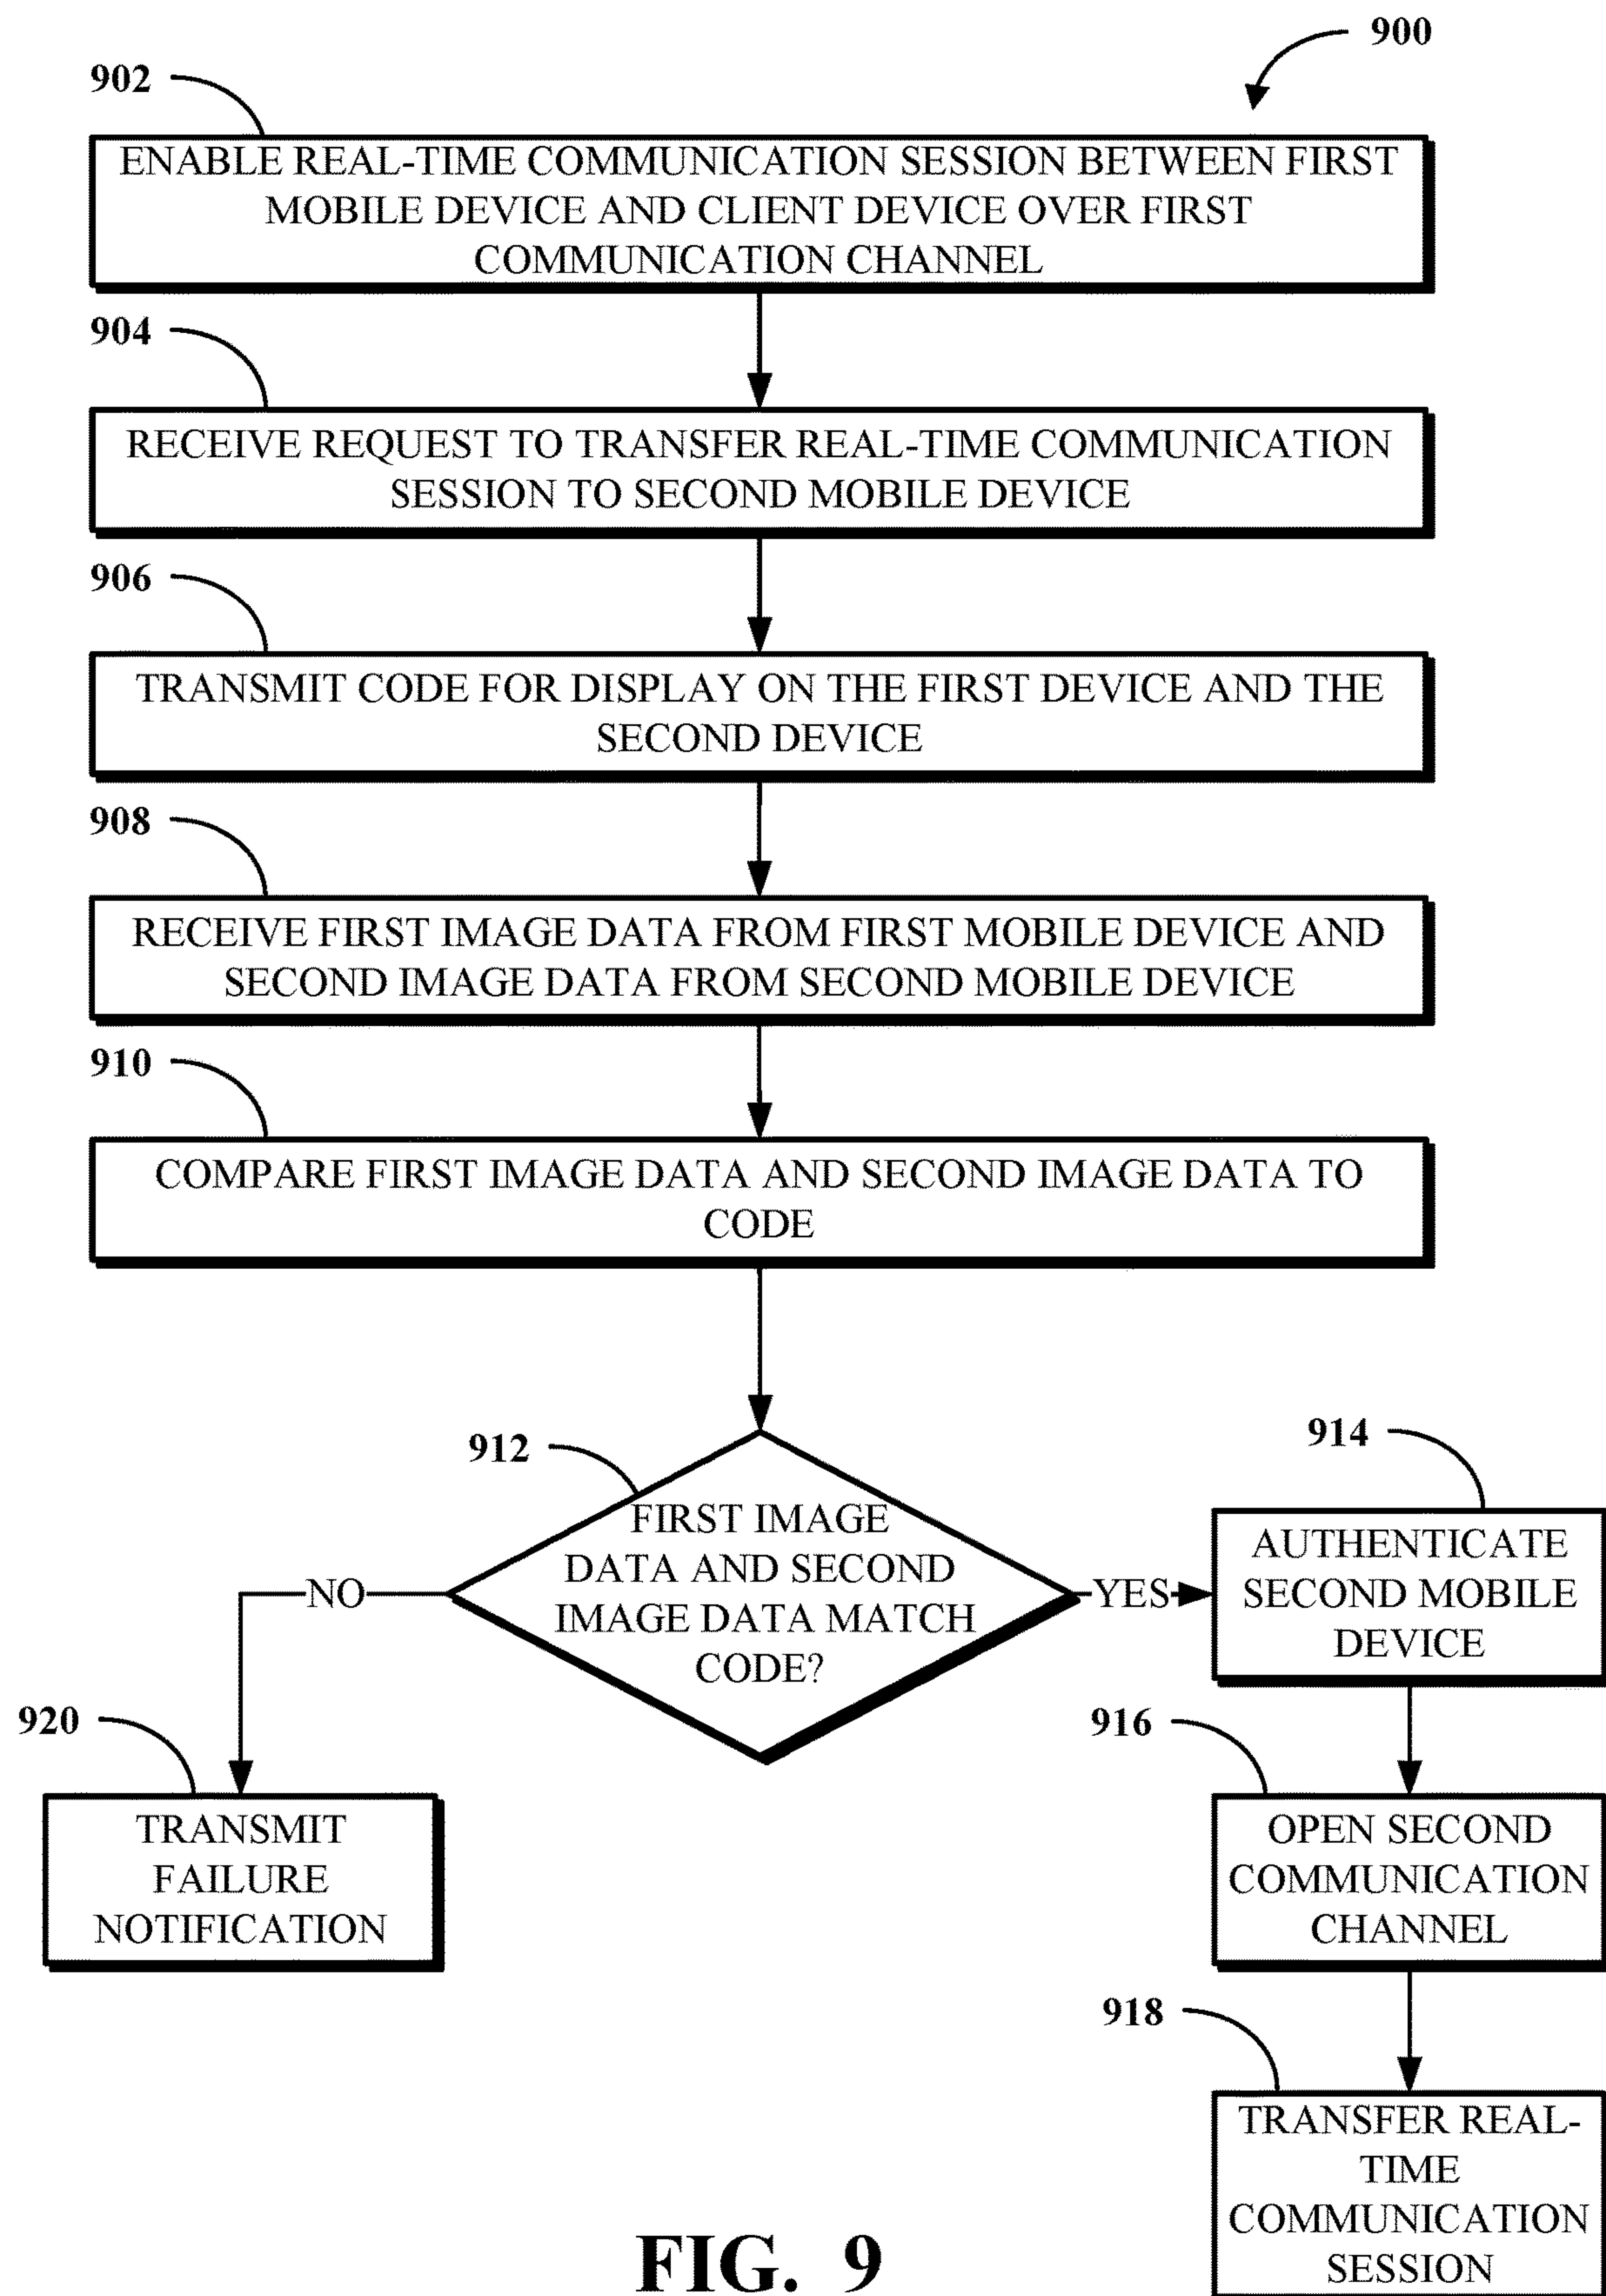 900
902
ENABLE REAL-TIME COMMUNICATION SESSION BETWEEN FIRST
MOBILE DEVICE AND CLIENT DEVICE OVER FIRST
COMMUNICATION CHANNEL
904
RECEIVE REQUEST TO TRANSFER REAL-TIME COMMUNICATION
SESSION TO SECOND MOBILE DEVICE
906
TRANSMIT CODE FOR DISPLAY ON THE FIRST DEVICE AND THE
SECOND DEVICE
908
RECEIVE FIRST IMAGE DATA FROM FIRST MOBILE DEVICE AND
SECOND IMAGE DATA FROM SECOND MOBILE DEVICE
910
COMPARE FIRST IMAGE DATA AND SECOND IMAGE DATA TO
CODE
912
FIRST IMAGE
DATA AND SECOND
IMAGE DATA MATCH
CODE?
NO
YES
914
AUTHENTICATE
SECOND MOBILE
DEVICE
920
TRANSMIT
FAILURE
NOTIFICATION
916
OPEN SECOND
COMMUNICATION
CHANNEL
918
TRANSFER REAL-
TIME
COMMUNICATION
SESSION
FIG. 9